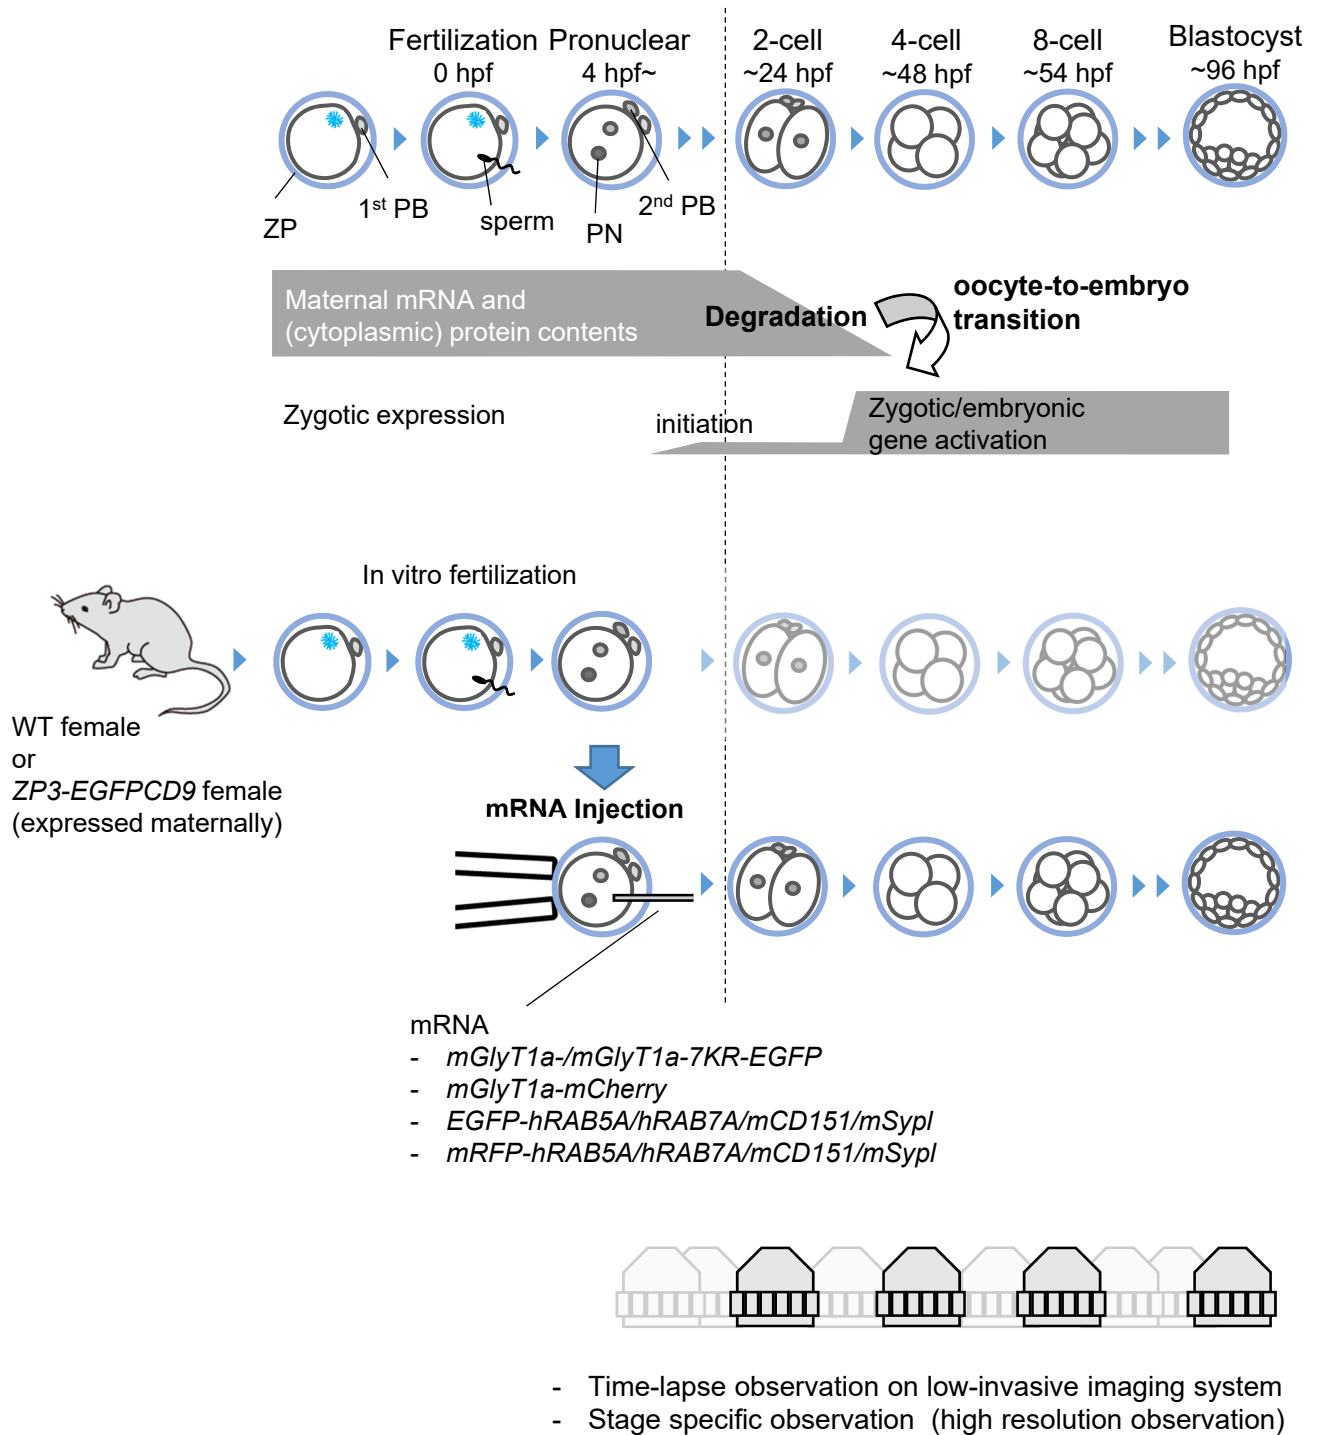 Fertilization
0 hpf
Pronuclear
4 hpf~
2-cell
~24 hpf
4-cell
~48 hpf
8-cell
~54 hpf
Blastocyst
~96 hpf
ZP
1st PB
sperm
PN
2nd PB
Maternal mRNA and
(cytoplasmic) protein contents
Degradation
oocyte-to-embryo
transition
Zygotic expression
initiation
Zygotic/embryonic
gene activation
In vitro fertilization
WT female
or
ZP3-EGFPCD9 female
(expressed maternally)
mRNA Injection
mRNA
- mGlyT1a-/mGlyT1a-7KR-EGFP
- mGlyT1a-mCherry
- EGFP-hRAB5A/hRAB7A/mCD151/mSypl
- mRFP-hRAB5A/hRAB7A/mCD151/mSypl
- Time-lapse observation on low-invasive imaging system
- Stage specific observation (high resolution observation)